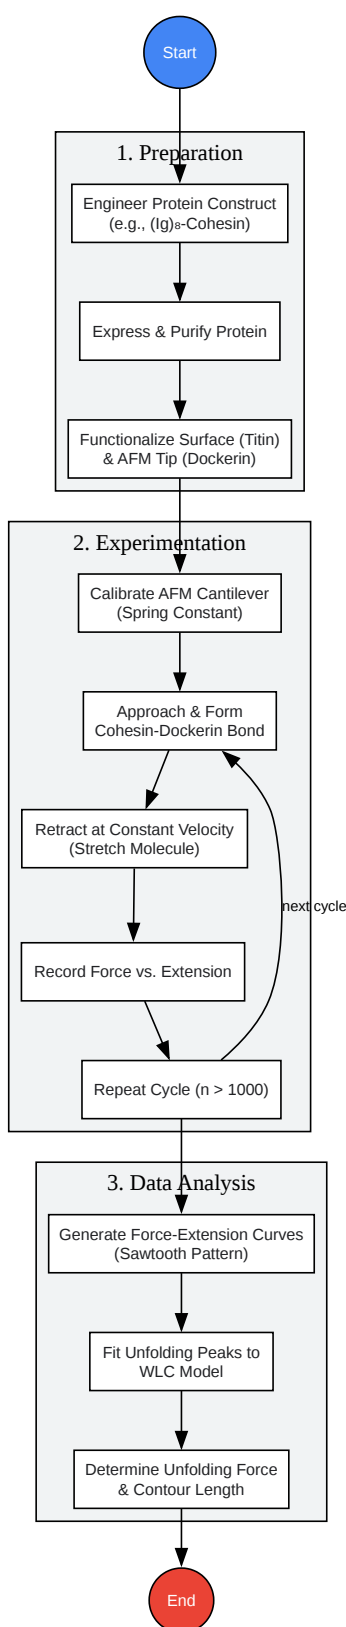 Start
1. Preparation
Engineer Protein Construct
(e.g., (Ig)₈-Cohesin)
Express & Purify Protein
Functionalize Surface (Titin)
& AFM Tip (Dockerin)
2. Experimentation
Calibrate AFM Cantilever
(Spring Constant)
Approach & Form
Cohesin-Dockerin Bond
Retract at Constant Velocity
(Stretch Molecule)
next cycle
Record Force vs. Extension
Repeat Cycle (n > 1000)
3. Data Analysis
Generate Force-Extension Curves
(Sawtooth Pattern)
Fit Unfolding Peaks to
WLC Model
Determine Unfolding Force
& Contour Length
End